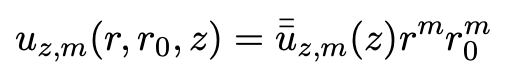 $u_{z,m}(r, r_0, z) = \bar{\bar{u}}_{z,m}(z) r^m r_0^m$